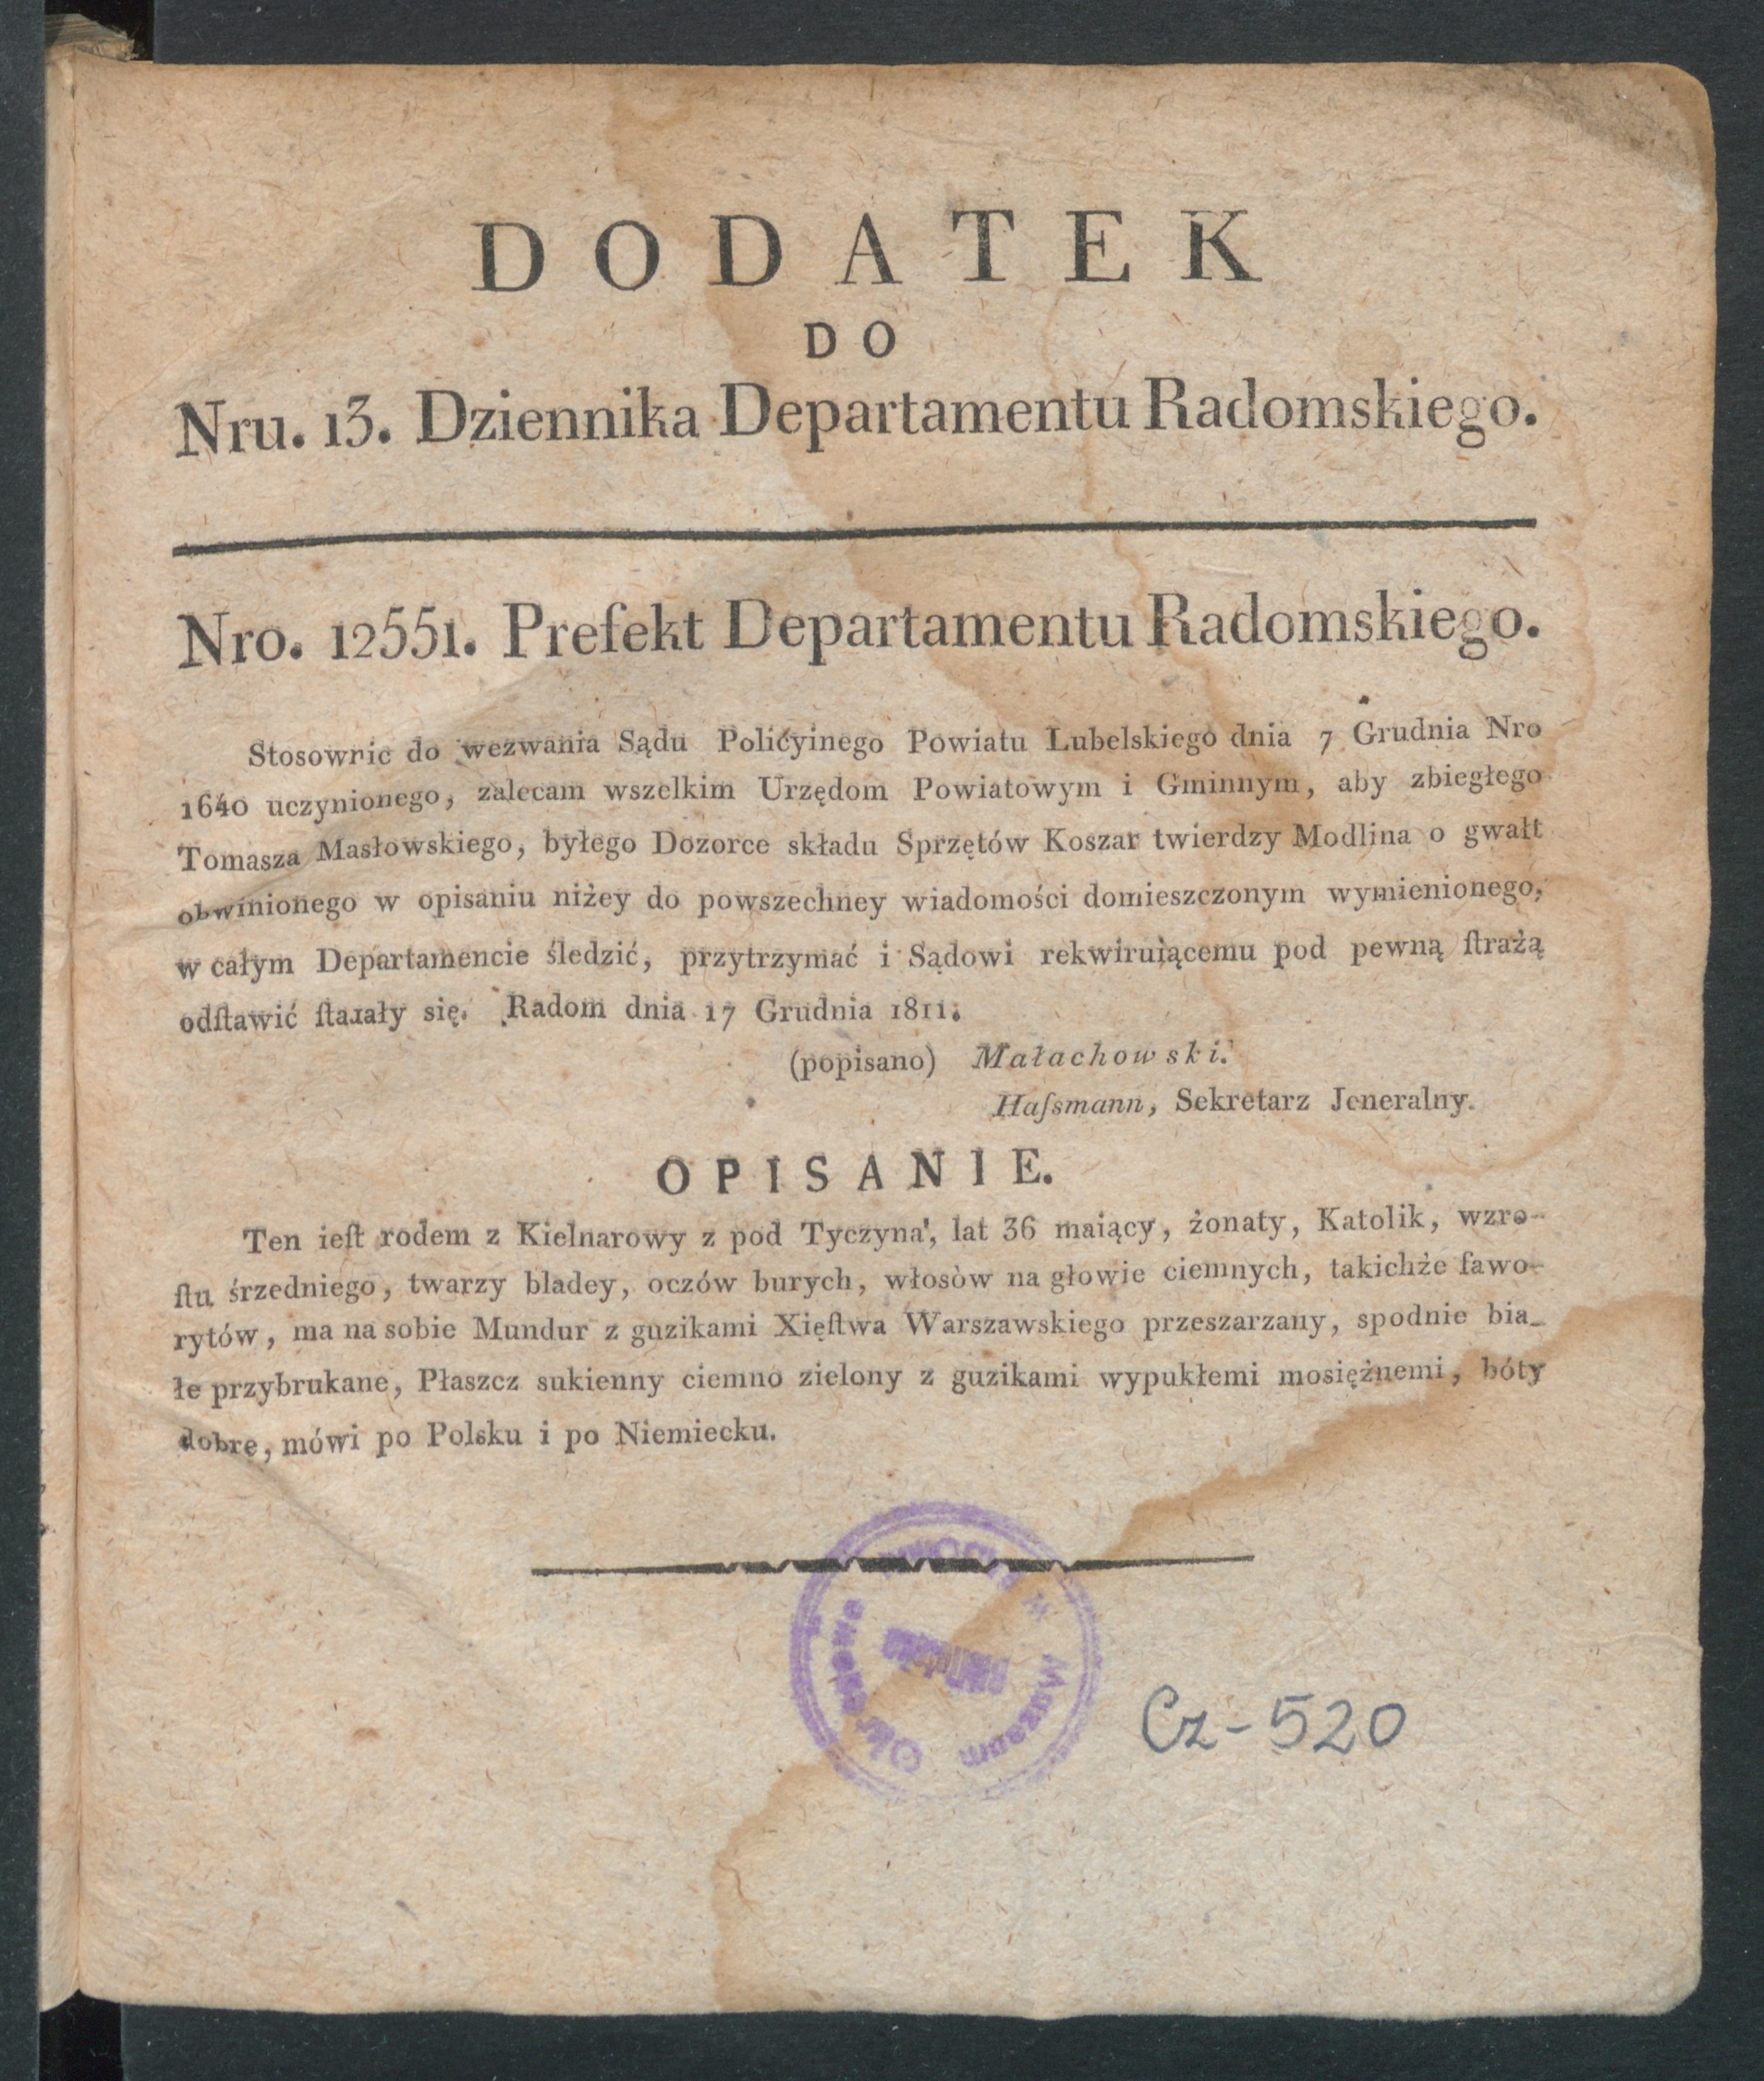 DODATEK
DO
Nru. 13. Dziennika Departamentu Radomskiego.
Nro. 12551. Prefekt Departamentu Radomskiego.
Stosownie do wezwania Sądu Policyinego Powiatu Lubelskiego dnia 7 Grudnia Nro
1640 uczynionego, zalecam wszelkim Urzędom Powiatowym i Gminnym, aby zbiegłego
Tomasza Masłowskiego, byłego Dozorce składu Sprzętów Koszar twierdzy Modlina o gwałt
obwinionego w opisaniu niżey do powszechney wiadomości domieszczonym wymienionego,
w całym Departamencie śledzić, przytrzymać i Sądowi rekwiruiącemu pod pewną ſtrażą
odſtawić ſtarały się. Radom dnia 17 Grudnia 1811.
(popisano) Małachowski.
Haſsmann, Sekretarz Jeneralny.
OPISANIE.
Ten ieſt rodem z Kielnarowy z pod Tyczyna', lat 36 maiący, żonaty, Katolik, wzro-
ſtu śrzedniego, twarzy bladey, oczów burych, włosòw na głowie ciemnych, takichże fawo-
rytów, ma na sobie Mundur z guzikami Xięſtwa Warszawskiego przeszarzany, spodnie bia-
łe przybrukane, Płaszcz sukienny ciemno zielony z guzikami wypukłemi mosiężnemi, bóty
dobre, mówi po Polsku i po Niemiecku.
Muzeum Okręgowe
Cz-520